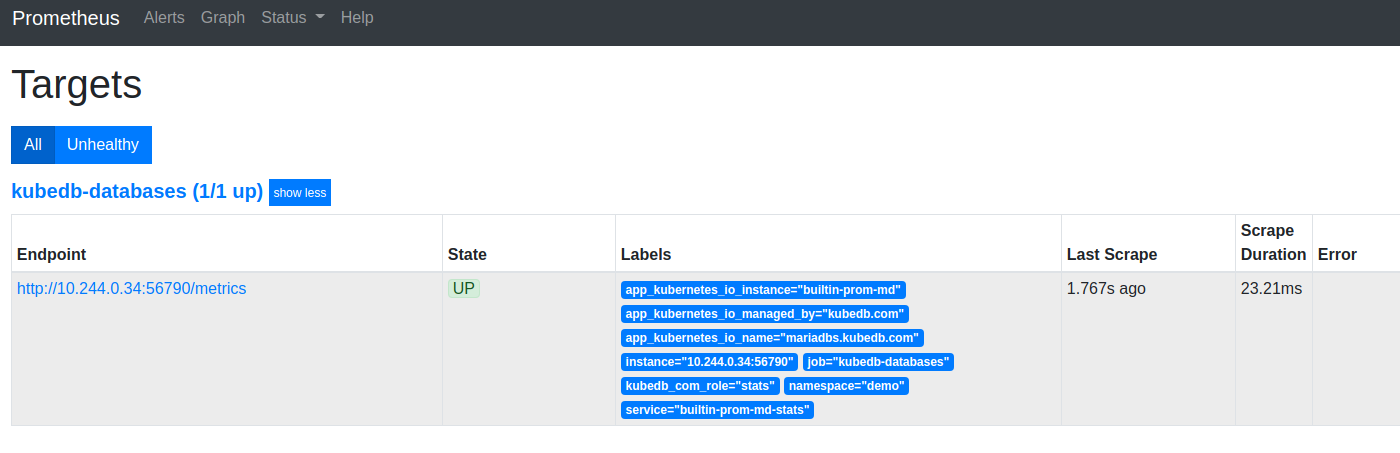 Prometheus Alerts Graph Status Help
Targets
All Unhealthy
kubedb-databases (1/1 up) show less
Endpoint State Labels Last Scrape Scrape Duration Error
http://10.244.0.34:56790/metrics UP app_kubernetes_io_instance="builtin-prom-md" 1.767s ago 23.21ms
app_kubernetes_io_managed_by="kubedb.com"
app_kubernetes_io_name="mariadbs.kubedb.com"
instance="10.244.0.34:56790" job="kubedb-databases"
kubedb_com_role="stats" namespace="demo"
service="builtin-prom-md-stats"